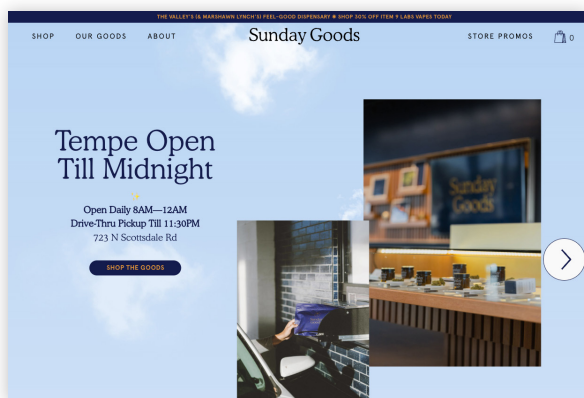 THE VALLEY'S (& MARSHAWN LYNCH'S) FEEL-GOOD DISPENSARY ✹ SHOP 30% OFF ITEM 9 LABS VAPES TODAY
SHOP OUR GOODS ABOUT Sunday Goods STORE PROMOS 0
Tempe Open
Till Midnight
Open Daily 8AM—12AM
Drive-Thru Pickup Till 11:30PM
723 N Scottsdale Rd
SHOP THE GOODS
Sunday
Goods